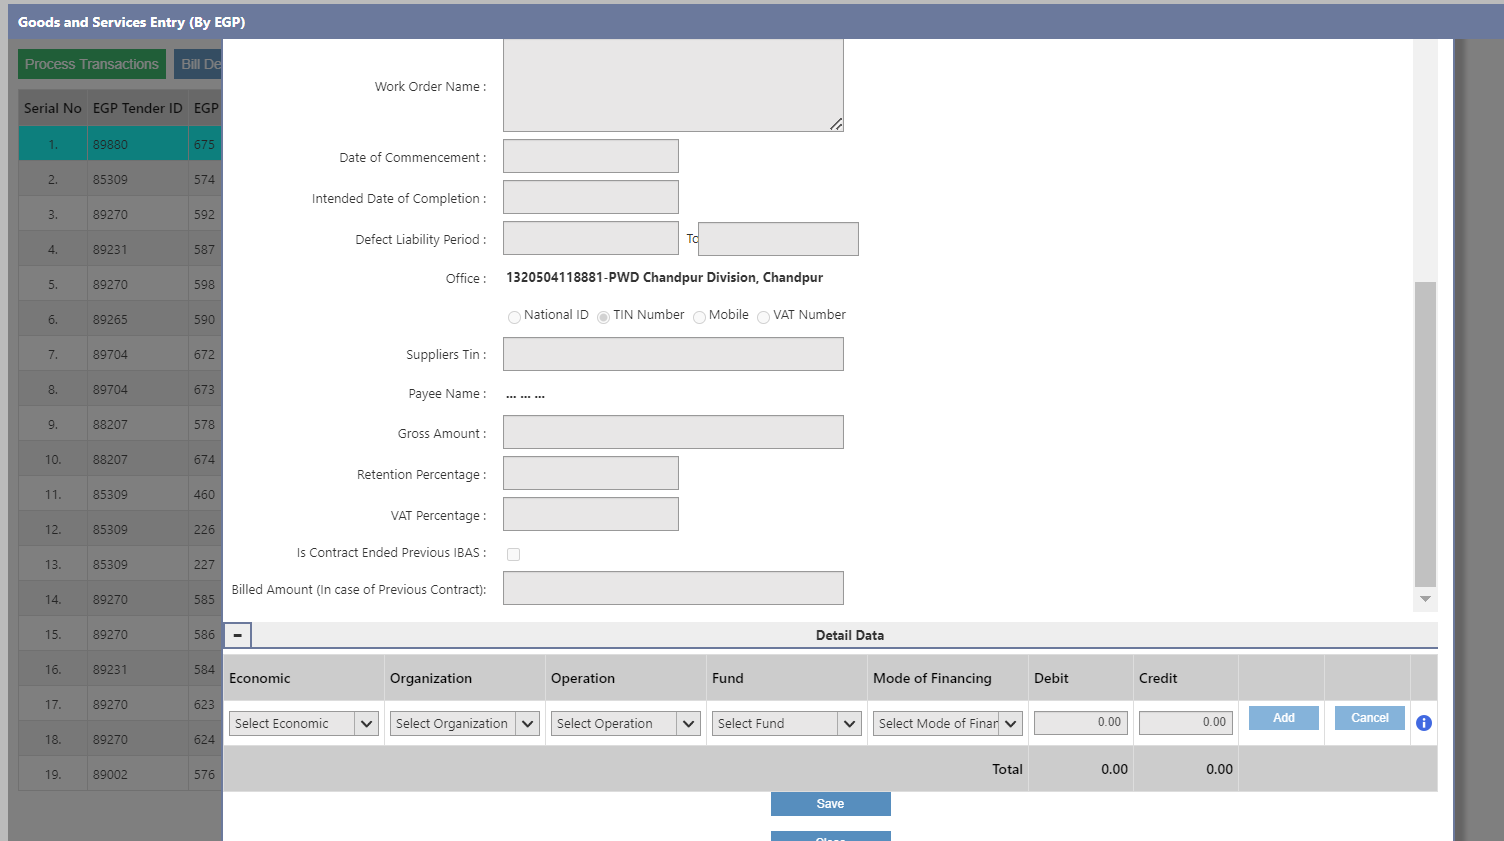 Goods and Services Entry (By EGP)
Process Transactions
Serial No EGP Tender ID EGP
1. 89880 675
2. 85309 574
3. 89270 592
4. 89231 587
5. 89270 598
6. 89265 590
7. 89704 672
8. 89704 673
9. 88207 578
10. 88207 674
11. 85309 460
12. 85309 226
13. 85309 227
14. 89270 585
15. 89270 586
16. 89231 584
17. 89270 623
18. 89270 624
19. 89002 576
Work Order Name :
Date of Commencement :
Intended Date of Completion :
Defect Liability Period : To
Office : 1320504118881-PWD Chandpur Division, Chandpur
National ID TIN Number Mobile VAT Number
Suppliers Tin :
Payee Name : ... ... ...
Gross Amount :
Retention Percentage :
VAT Percentage :
Is Contract Ended Previous IBAS :
Billed Amount (In case of Previous Contract):
- Detail Data
Economic Organization Operation Fund Mode of Financing Debit Credit
Select Economic Select Organization Select Operation Select Fund Select Mode of Finan 0.00 0.00 Add Cancel
Total 0.00 0.00
Save